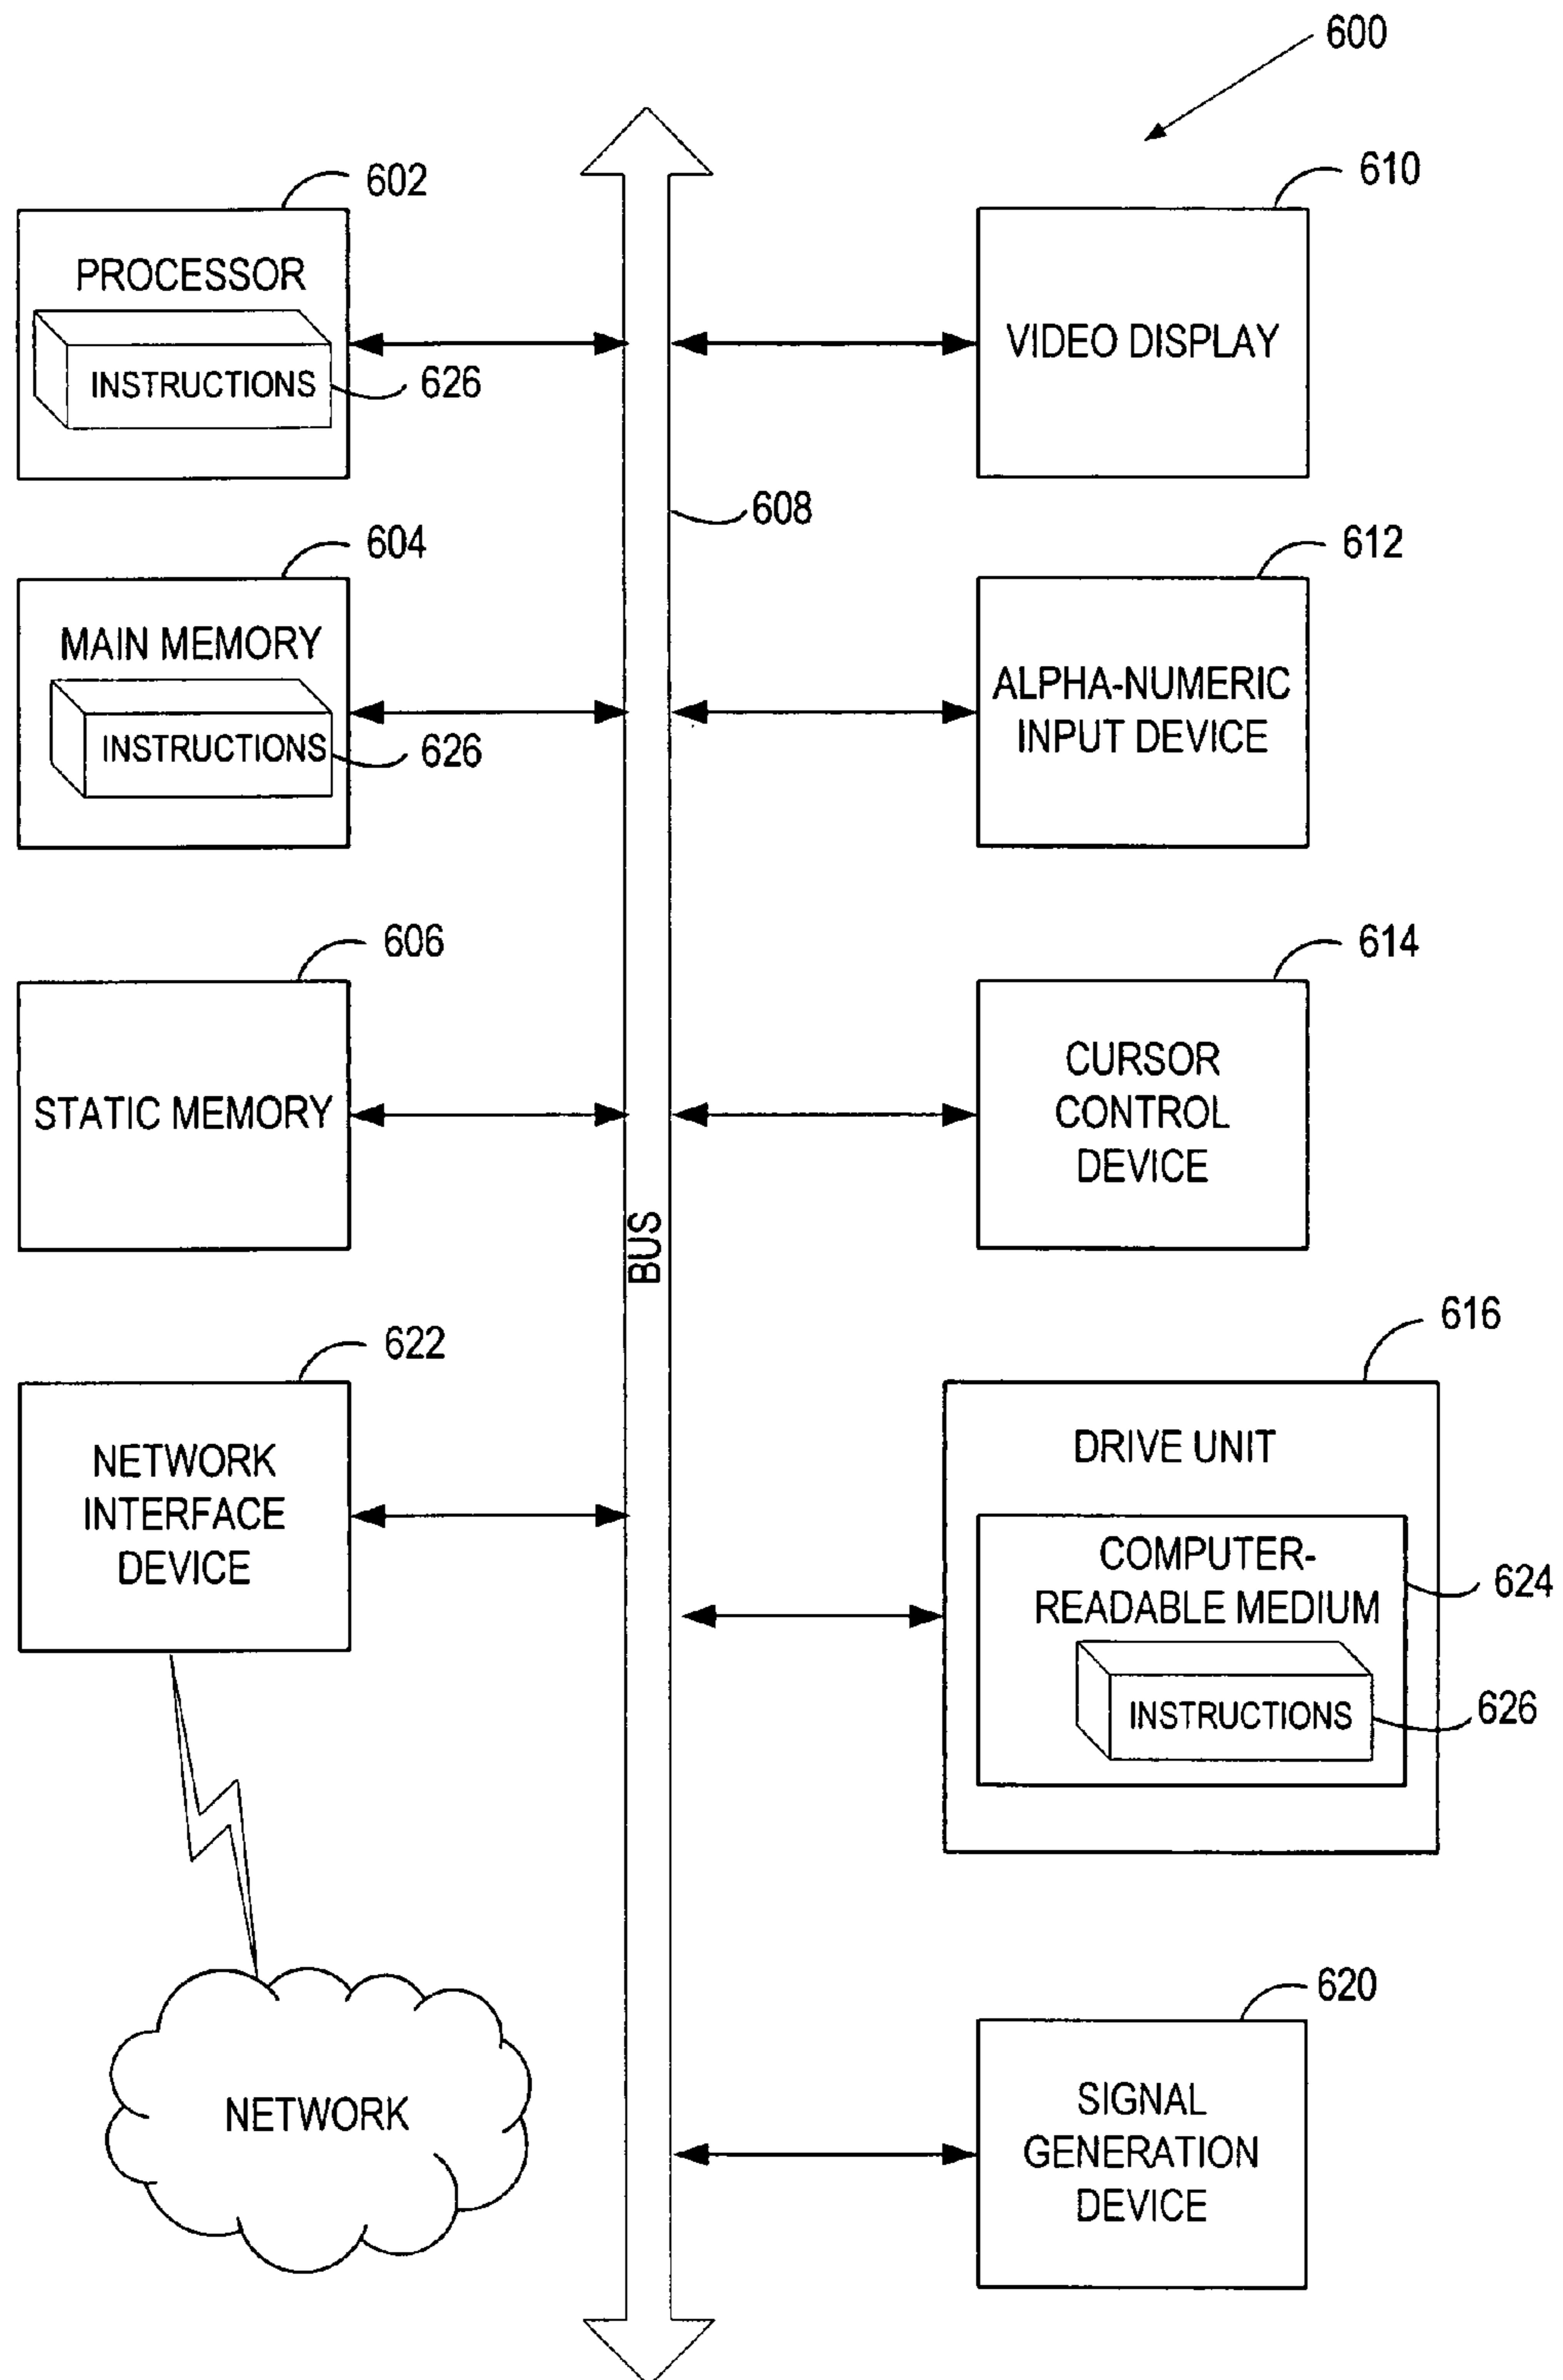 600
602
PROCESSOR
INSTRUCTIONS
626
610
VIDEO DISPLAY
608
604
MAIN MEMORY
INSTRUCTIONS
626
612
ALPHA-NUMERIC
INPUT DEVICE
606
STATIC MEMORY
614
CURSOR
CONTROL
DEVICE
BUS
622
NETWORK
INTERFACE
DEVICE
616
DRIVE UNIT
COMPUTER-
READABLE MEDIUM
624
INSTRUCTIONS
626
NETWORK
620
SIGNAL
GENERATION
DEVICE